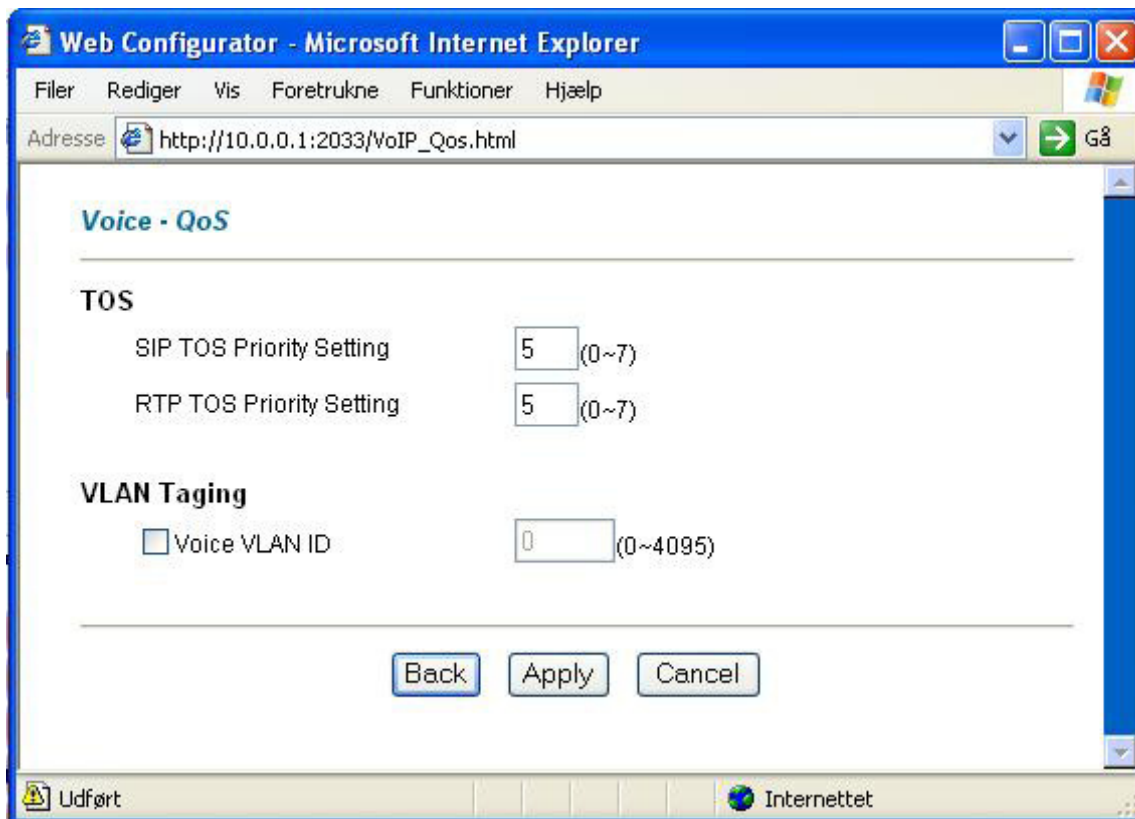 Web Configurator - Microsoft Internet Explorer
Filer Rediger Vis Foretrukne Funktioner Hjælp
Adresse http://10.0.0.1:2033/VoIP_Qos.html Gå
Voice - QoS
TOS
SIP TOS Priority Setting 5 (0~7)
RTP TOS Priority Setting 5 (0~7)
VLAN Taging
Voice VLAN ID 0 (0~4095)
Back Apply Cancel
Udført Internettet